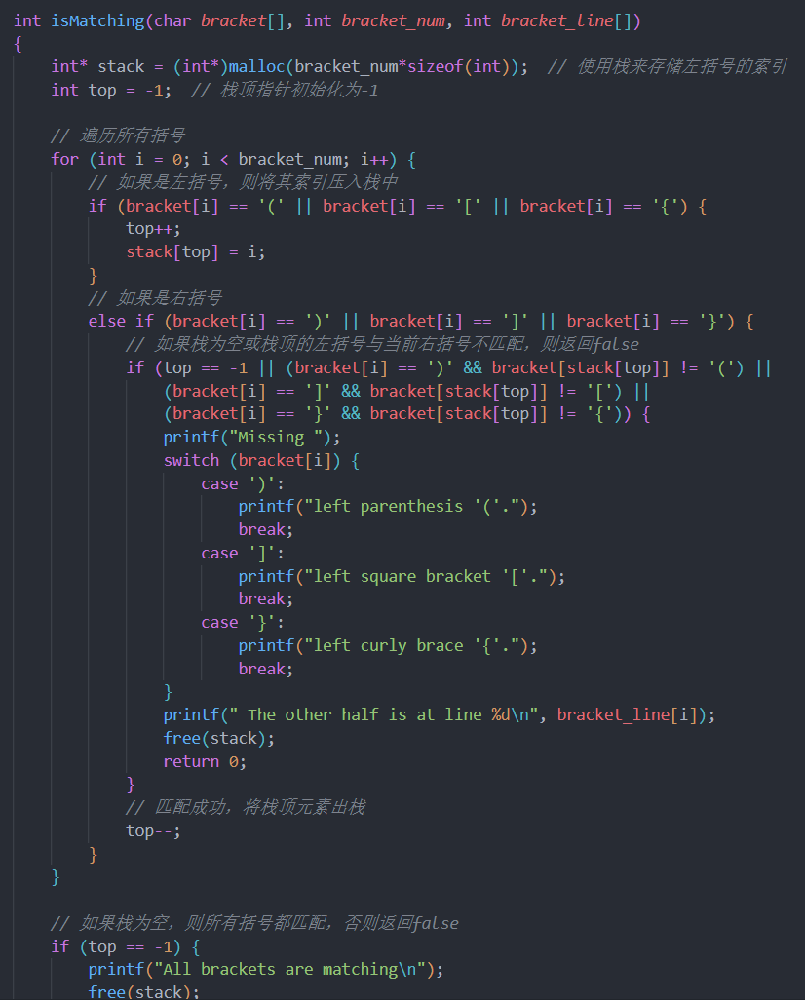 int isMatching(char bracket[], int bracket_num, int bracket_line[])
{
    int* stack = (int*)malloc(bracket_num*sizeof(int));  // 使用栈来存储左括号的索引
    int top = -1;  // 栈顶指针初始化为-1

    // 遍历所有括号
    for (int i = 0; i < bracket_num; i++) {
        // 如果是左括号，则将其索引压入栈中
        if (bracket[i] == '(' || bracket[i] == '[' || bracket[i] == '{') {
            top++;
            stack[top] = i;
        }
        // 如果是右括号
        else if (bracket[i] == ')' || bracket[i] == ']' || bracket[i] == '}') {
            // 如果栈为空或栈顶的左括号与当前右括号不匹配，则返回false
            if (top == -1 || (bracket[i] == ')' && bracket[stack[top]] != '(') ||
                (bracket[i] == ']' && bracket[stack[top]] != '[') ||
                (bracket[i] == '}' && bracket[stack[top]] != '{')) {
                printf("Missing ");
                switch (bracket[i]) {
                    case ')':
                        printf("left parenthesis '('.");
                        break;
                    case ']':
                        printf("left square bracket '['.");
                        break;
                    case '}':
                        printf("left curly brace '{'.");
                        break;
                }
                printf(" The other half is at line %d\n", bracket_line[i]);
                free(stack);
                return 0;
            }
            // 匹配成功，将栈顶元素出栈
            top--;
        }
    }

    // 如果栈为空，则所有括号都匹配，否则返回false
    if (top == -1) {
        printf("All brackets are matching\n");
        free(stack);